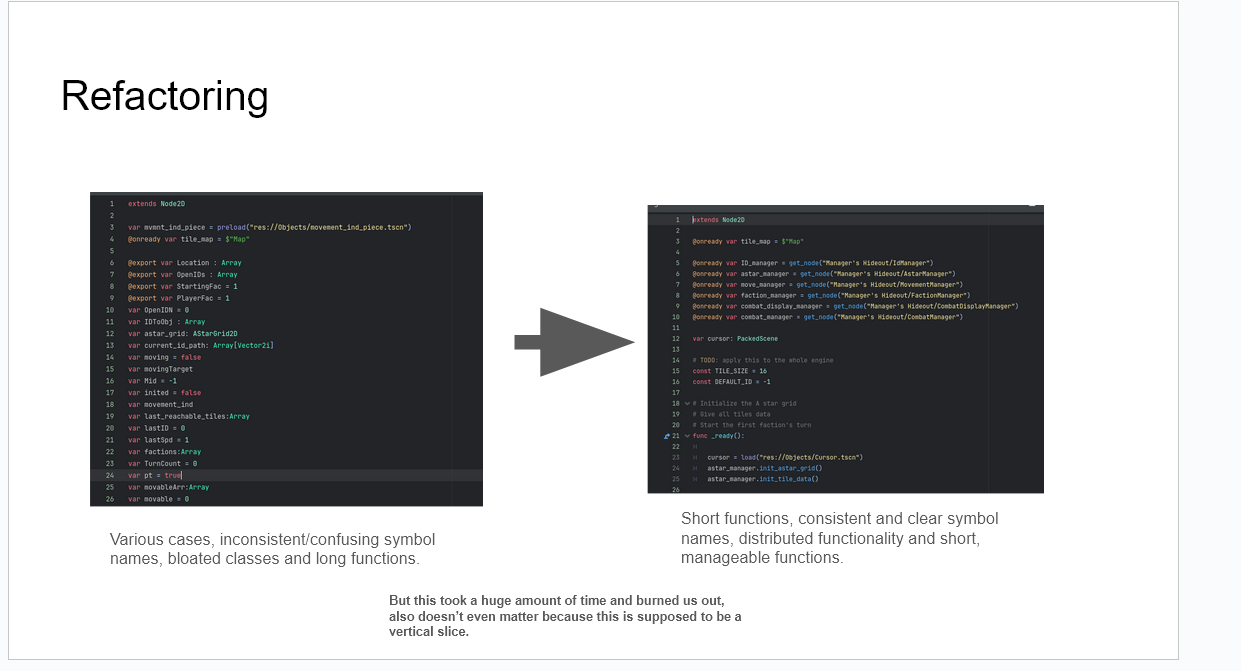 Refactoring
1 extends Node2D
2
3 var mvmnt_ind_piece = preload("res://Objects/movement_ind_piece.tscn")
4 @onready var tile_map = $"Map"
5
6 @export var Location : Array
7 @export var OpenIDs : Array
8 @export var StartingFac = 1
9 @export var PlayerFac = 1
10 var OpenIDN = 0
11 var IDToObj : Array
12 var astar_grid: AStarGrid2D
13 var current_id_path: Array[Vector2i]
14 var moving = false
15 var movingTarget
16 var Mid = -1
17 var inited = false
18 var movement_ind
19 var last_reachable_tiles:Array
20 var lastID = 0
21 var lastSpd = 1
22 var factions:Array
23 var TurnCount = 0
24 var pt = true
25 var movableArr:Array
26 var movable = 0
Various cases, inconsistent/confusing symbol
names, bloated classes and long functions.
1 extends Node2D
2
3 @onready var tile_map = $"Map"
4
5 @onready var ID_manager = get_node("Manager's Hideout/IdManager")
6 @onready var astar_manager = get_node("Manager's Hideout/AstarManager")
7 @onready var move_manager = get_node("Manager's Hideout/MovementManager")
8 @onready var faction_manager = get_node("Manager's Hideout/FactionManager")
9 @onready var combat_display_manager = get_node("Manager's Hideout/CombatDisplayManager")
10 @onready var combat_manager = get_node("Manager's Hideout/CombatManager")
11
12 var cursor: PackedScene
13
14 # TODO: apply this to the whole engine
15 const TILE_SIZE = 16
16 const DEFAULT_ID = -1
17
18 # Initialize the A star grid
19 # Give all tiles data
20 # Start the first faction's turn
21 func _ready():
22
23 cursor = load("res://Objects/Cursor.tscn")
24 astar_manager.init_astar_grid()
25 astar_manager.init_tile_data()
26
Short functions, consistent and clear symbol
names, distributed functionality and short,
manageable functions.
But this took a huge amount of time and burned us out,
also doesn't even matter because this is supposed to be a
vertical slice.